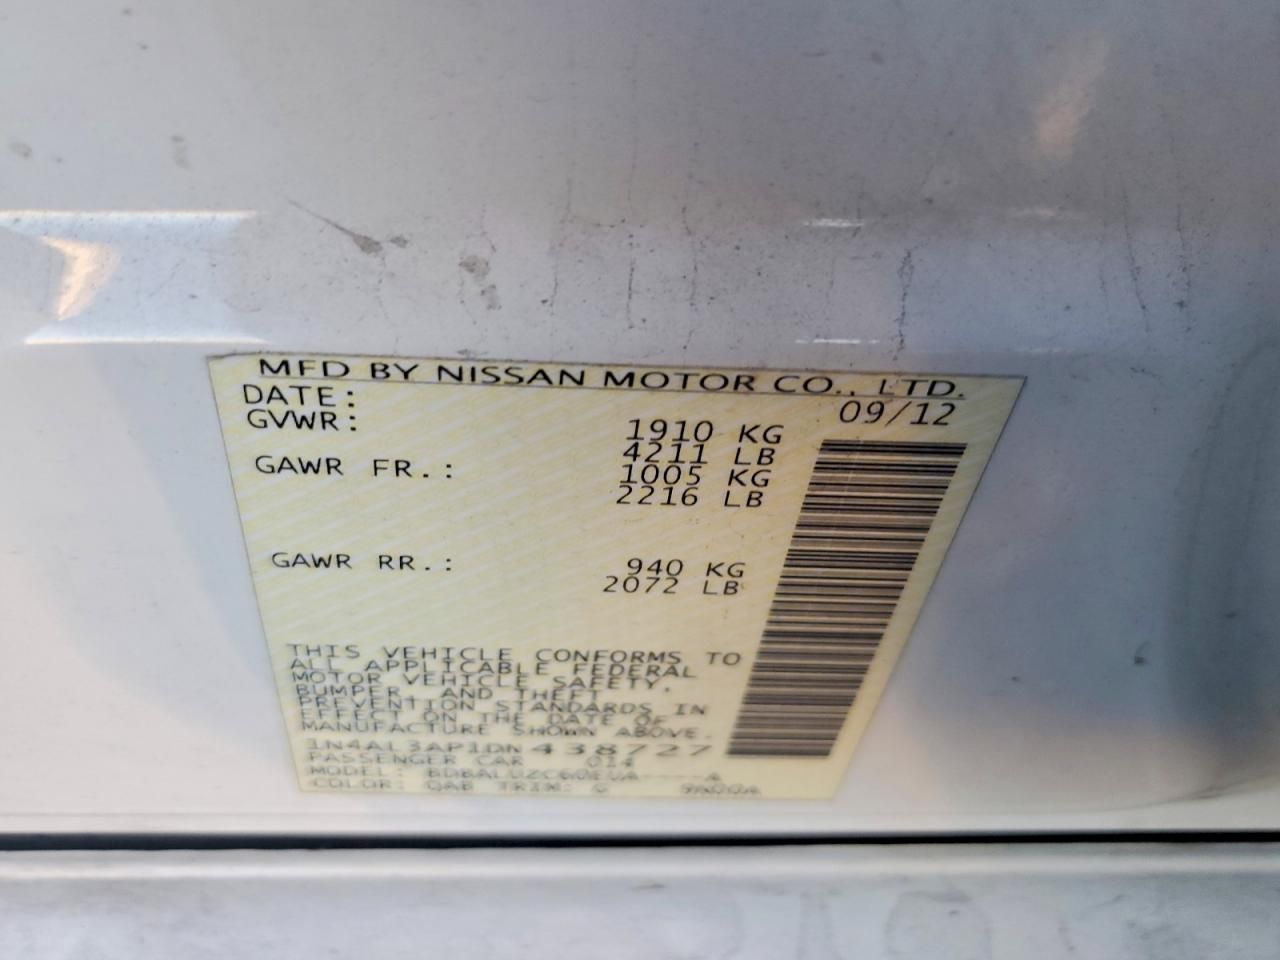 MFD BY NISSAN MOTOR CO., LTD.
DATE: 09/12
GVWR: 1910 KG
4211 LB
GAWR FR.: 1005 KG
2216 LB
GAWR RR.: 940 KG
2072 LB
THIS VEHICLE CONFORMS TO
ALL APPLICABLE FEDERAL
MOTOR VEHICLE SAFETY,
BUMPER, AND THEFT
PREVENTION STANDARDS IN
EFFECT ON THE DATE OF
MANUFACTURE SHOWN ABOVE.
1N4AL3AP1DN438727
PASSENGER CAR 014
MODEL:
COLOR: QAB TRIM: G